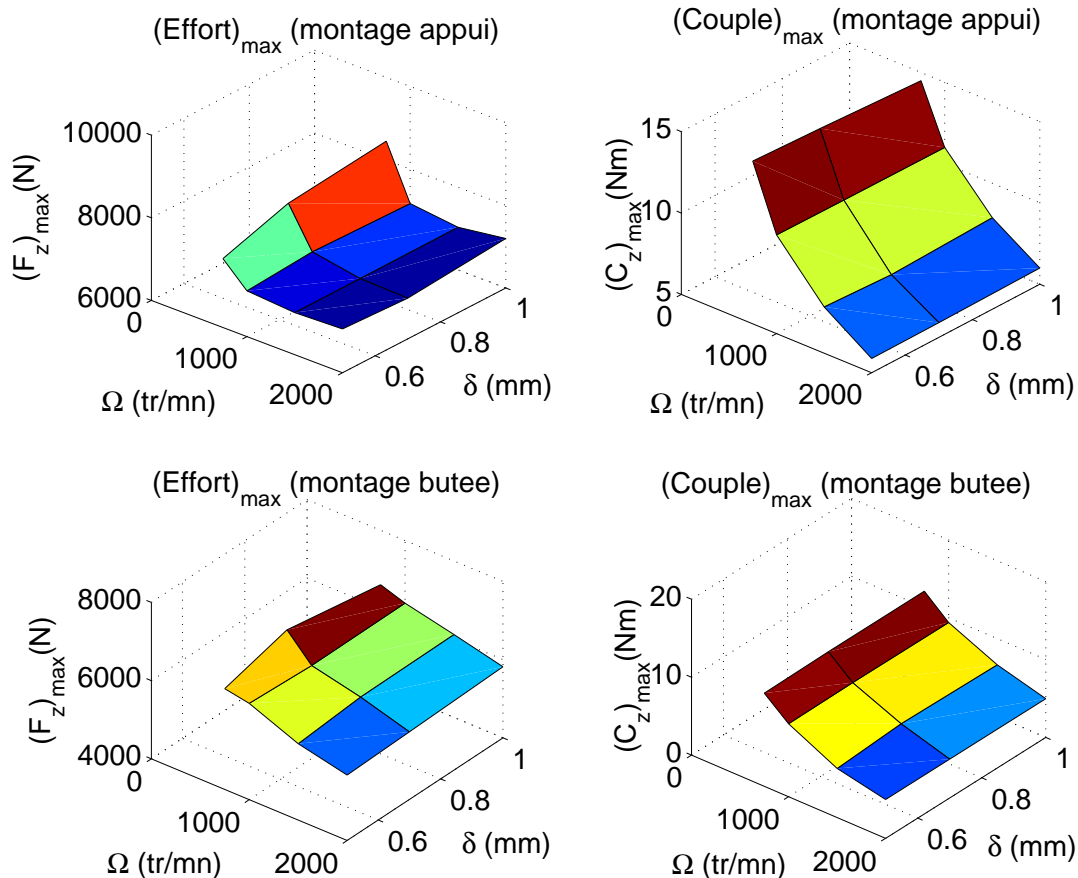 (Effort)max (montage appui)
10000
8000
6000
(Fz)max(N)
0
1000
2000
Ω (tr/mn)
0.6
0.8
1
δ (mm)
(Couple)max (montage appui)
15
10
5
(Cz)max(Nm)
0
1000
2000
Ω (tr/mn)
0.6
0.8
1
δ (mm)
(Effort)max (montage butee)
8000
6000
4000
(Fz)max(N)
0
1000
2000
Ω (tr/mn)
0.6
0.8
1
δ (mm)
(Couple)max (montage butee)
20
10
0
(Cz)max(Nm)
0
1000
2000
Ω (tr/mn)
0.6
0.8
1
δ (mm)